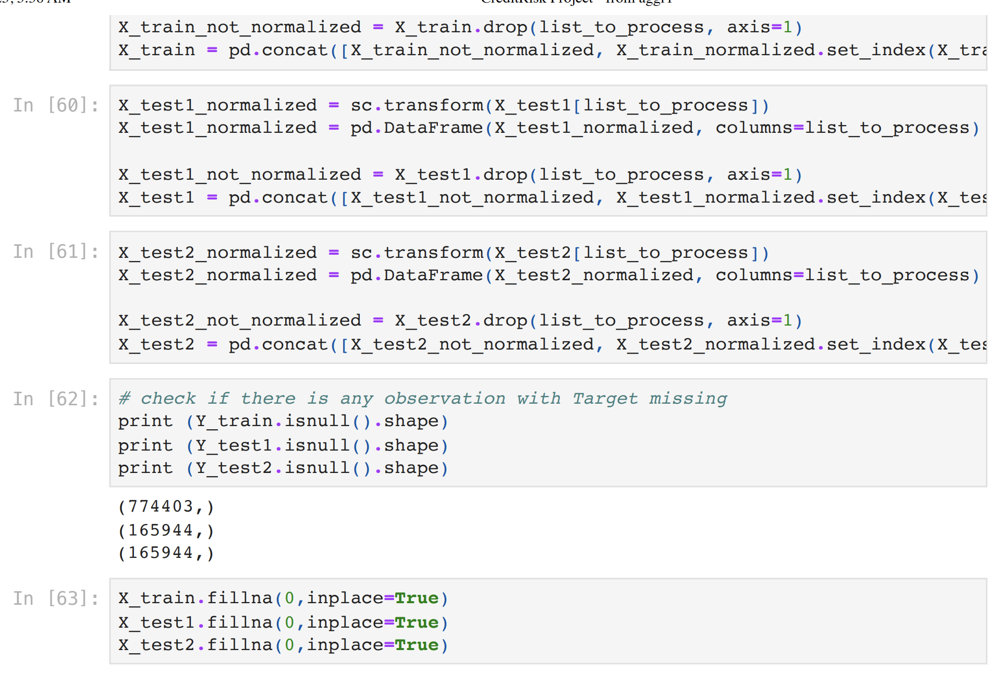 X_train_not_normalized = X_train.drop(list_to_process, axis=1)
X_train = pd.concat([X_train_not_normalized, X_train_normalized.set_index(X_tra
In [60]:
X_test1_normalized = sc.transform(X_test1[list_to_process])
X_test1_normalized = pd.DataFrame(X_test1_normalized, columns=list_to_process)
X_test1_not_normalized = X_test1.drop(list_to_process, axis=1)
X_test1 = pd.concat([X_test1_not_normalized, X_test1_normalized.set_index(X_tes
In [61]:
X_test2_normalized = sc.transform(X_test2[list_to_process])
X_test2_normalized = pd.DataFrame(X_test2_normalized, columns=list_to_process)
X_test2_not_normalized = X_test2.drop(list_to_process, axis=1)
X_test2 = pd.concat([X_test2_not_normalized, X_test2_normalized.set_index(X_tes
In [62]:
# check if there is any observation with Target missing
print (Y_train.isnull().shape)
print (Y_test1.isnull().shape)
print (Y_test2.isnull().shape)
(774403,)
(165944,)
(165944,)
In [63]:
X_train.fillna(0,inplace=True)
X_test1.fillna(0,inplace=True)
X_test2.fillna(0,inplace=True)